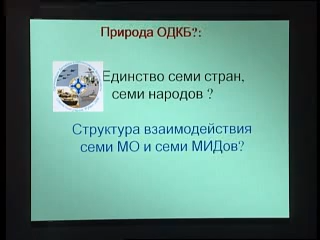 Природа ОДКБ?:
Единство семи стран,
семи народов ?
Структура взаимодействия
семи МО и семи МИДов?